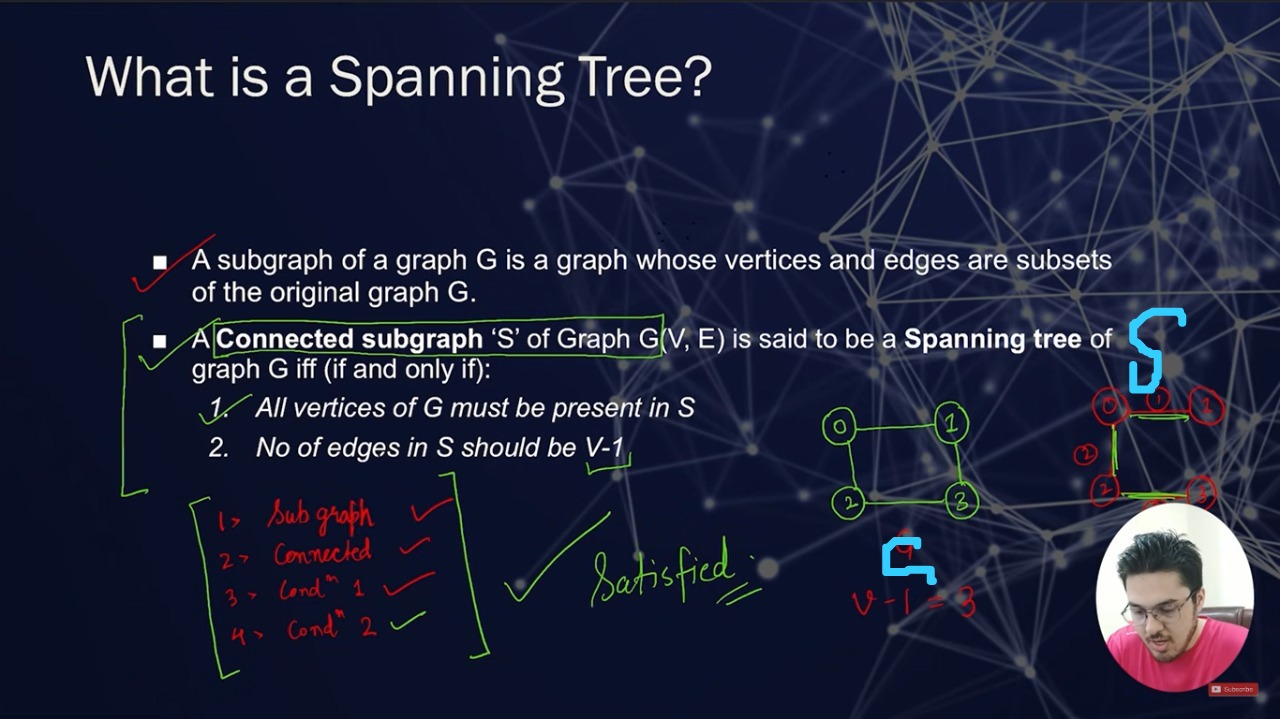 What is a Spanning Tree?
▪ A subgraph of a graph G is a graph whose vertices and edges are subsets
of the original graph G.
▪ A Connected subgraph ‘S’ of Graph G(V, E) is said to be a Spanning tree of
graph G iff (if and only if):
1. All vertices of G must be present in S
2. No of edges in S should be V-1
1> Sub graph
2> Connected
3> Condⁿ 1
4> Condⁿ 2
Satisfied
0 1
2 3
V-1 = 3
S
0 1 1
2
2 3
Subscribe